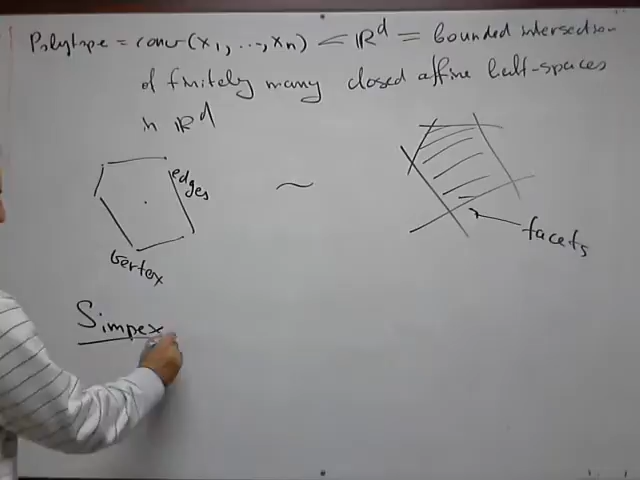 Polytope = conv(x₁, ..., xₙ) ⊂ ℝᵈ = bounded intersection
of finitely many closed affine half-spaces
in ℝᵈ
edges
~
vertex
facets
Simpex